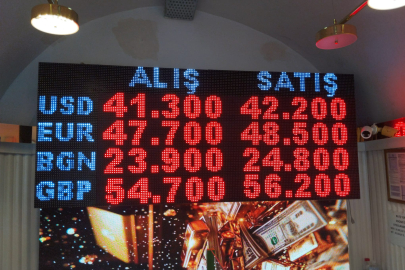 ALIŞ SATIŞ
USD 41.300 42.200
EUR 47.700 48.500
BGN 23.900 24.800
GBP 54.700 56.200